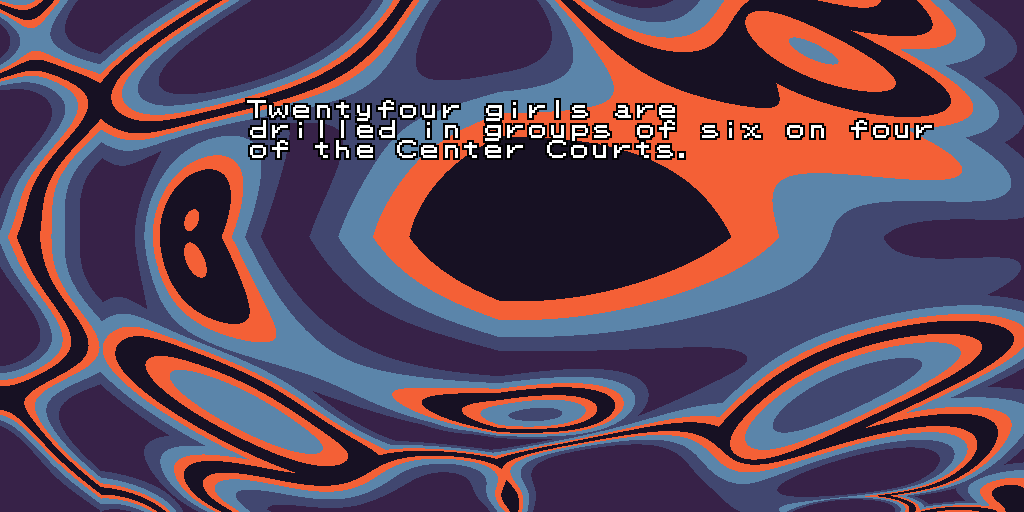 Twentyfour girls are
drilled in groups of six on four
of the Center Courts.